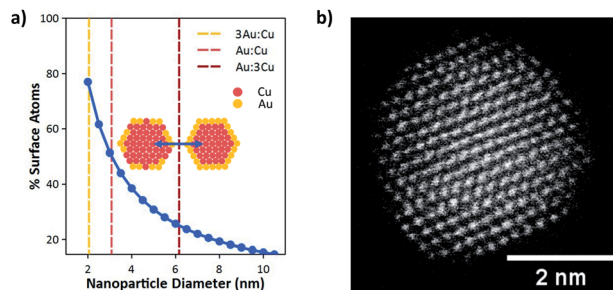 a)
100
80
60
40
20
% Surface Atoms
3Au:Cu
Au:Cu
Au:3Cu
Cu
Au
2 4 6 8 10
Nanoparticle Diameter (nm)
b)
2 nm